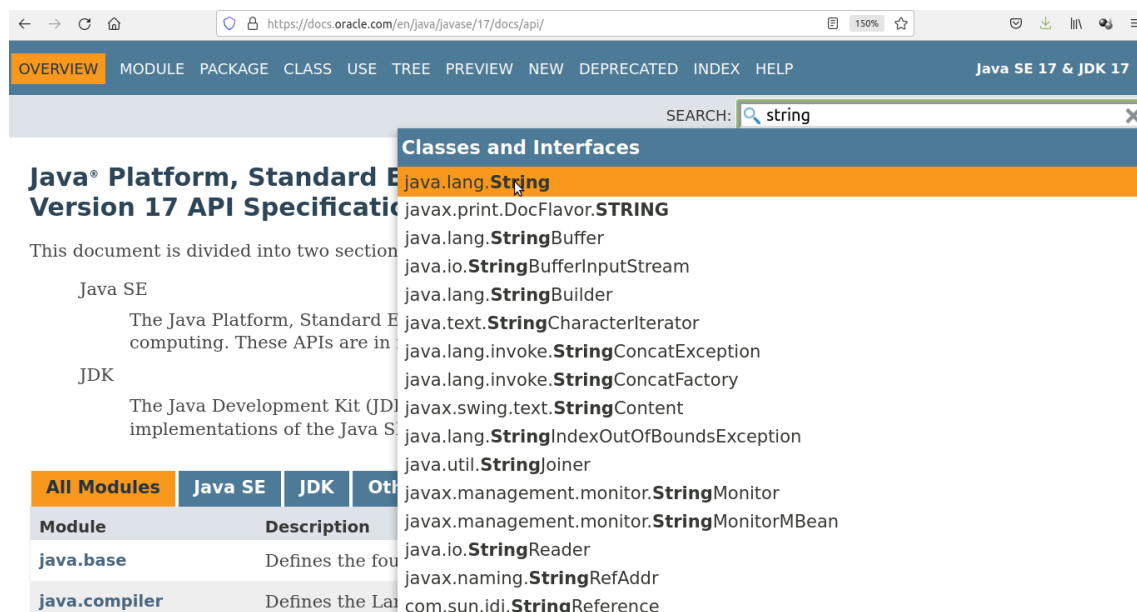 https://docs.oracle.com/en/java/javase/17/docs/api/
150%
OVERVIEW MODULE PACKAGE CLASS USE TREE PREVIEW NEW DEPRECATED INDEX HELP
Java SE 17 & JDK 17
SEARCH: string
Classes and Interfaces
java.lang.String
javax.print.DocFlavor.STRING
java.lang.StringBuffer
java.io.StringBufferInputStream
java.lang.StringBuilder
java.text.StringCharacterIterator
java.lang.invoke.StringConcatException
java.lang.invoke.StringConcatFactory
javax.swing.text.StringContent
java.lang.StringIndexOutOfBoundsException
java.util.StringJoiner
javax.management.monitor.StringMonitor
javax.management.monitor.StringMonitorMBean
java.io.StringReader
javax.naming.StringRefAddr
com.sun.jdi.StringReference
Java® Platform, Standard E
Version 17 API Specificatio
This document is divided into two section
Java SE
The Java Platform, Standard E
computing. These APIs are in
JDK
The Java Development Kit (JD
implementations of the Java S
All Modules Java SE JDK Ot
Module Description
java.base Defines the fou
java.compiler Defines the La